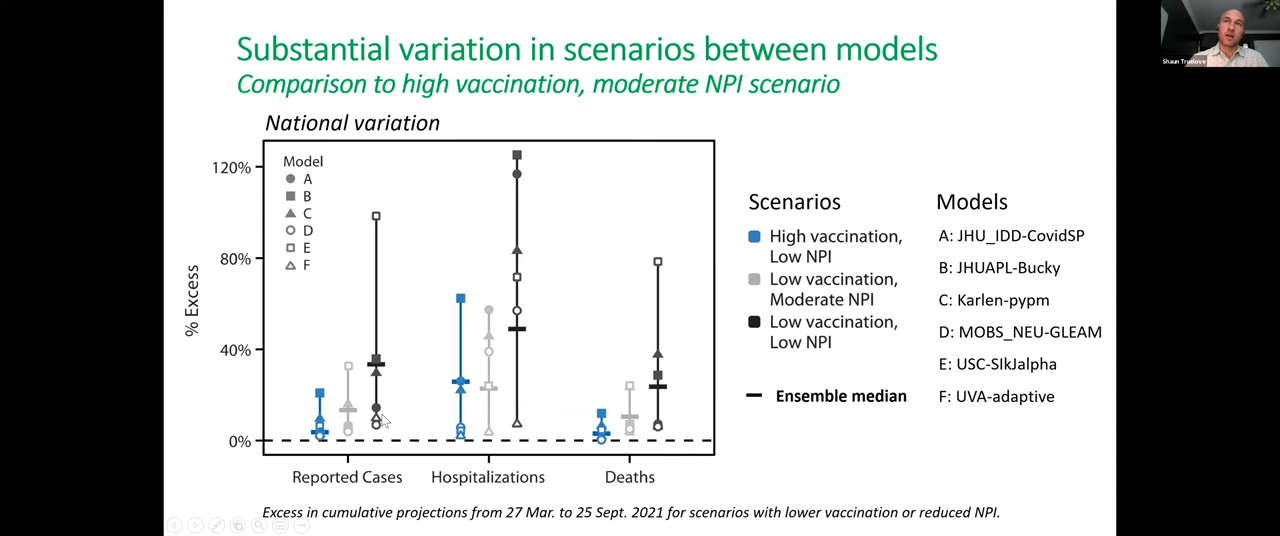 Substantial variation in scenarios between models
Comparison to high vaccination, moderate NPI scenario
National variation
Model
A
B
C
D
E
F
120%
80%
40%
0%
% Excess
Reported Cases
Hospitalizations
Deaths
Scenarios
High vaccination,
Low NPI
Low vaccination,
Moderate NPI
Low vaccination,
Low NPI
Ensemble median
Models
A: JHU_IDD-CovidSP
B: JHUAPL-Bucky
C: Karlen-pypm
D: MOBS_NEU-GLEAM
E: USC-SIkJalpha
F: UVA-adaptive
Excess in cumulative projections from 27 Mar. to 25 Sept. 2021 for scenarios with lower vaccination or reduced NPI.
Shaun Truelove